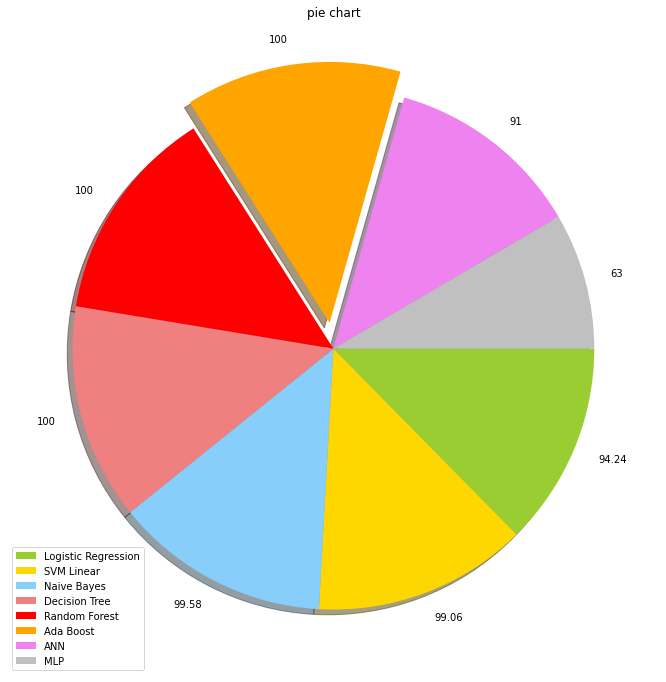 pie chart
100
91
100
63
100
94.24
99.58
99.06
Logistic Regression
SVM Linear
Naive Bayes
Decision Tree
Random Forest
Ada Boost
ANN
MLP